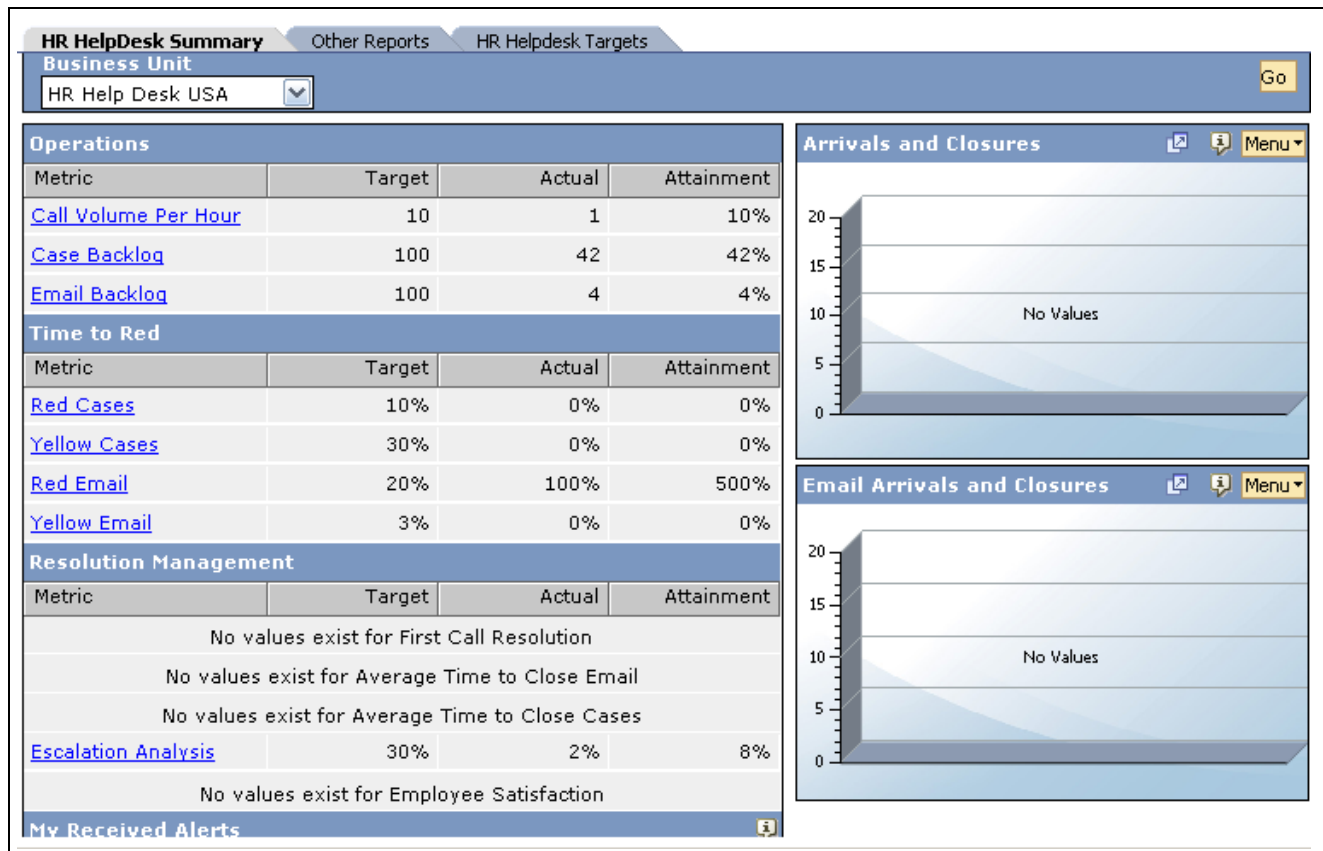 HR HelpDesk Summary Other Reports HR Helpdesk Targets
Business Unit
HR Help Desk USA
Go
Operations
Metric Target Actual Attainment
Call Volume Per Hour 10 1 10%
Case Backlog 100 42 42%
Email Backlog 100 4 4%
Time to Red
Metric Target Actual Attainment
Red Cases 10% 0% 0%
Yellow Cases 30% 0% 0%
Red Email 20% 100% 500%
Yellow Email 3% 0% 0%
Resolution Management
Metric Target Actual Attainment
No values exist for First Call Resolution
No values exist for Average Time to Close Email
No values exist for Average Time to Close Cases
Escalation Analysis 30% 2% 8%
No values exist for Employee Satisfaction
My Received Alerts
Arrivals and Closures Menu
20
15
10
5
0
No Values
Email Arrivals and Closures Menu
20
15
10
5
0
No Values